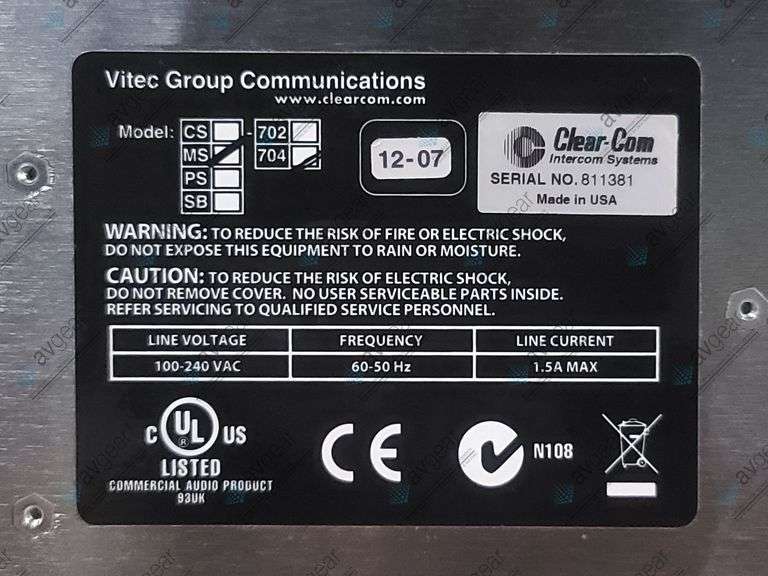 Vitec Group Communications
www.clearcom.com
Model: CS - 702
MS 704
PS
SB
12-07
Clear-Com
Intercom Systems
SERIAL NO. 811381
Made in USA
WARNING: TO REDUCE THE RISK OF FIRE OR ELECTRIC SHOCK,
DO NOT EXPOSE THIS EQUIPMENT TO RAIN OR MOISTURE.
CAUTION: TO REDUCE THE RISK OF ELECTRIC SHOCK,
DO NOT REMOVE COVER. NO USER SERVICEABLE PARTS INSIDE.
REFER SERVICING TO QUALIFIED SERVICE PERSONNEL.
LINE VOLTAGE FREQUENCY LINE CURRENT
100-240 VAC 60-50 Hz 1.5A MAX
C UL® US
LISTED
COMMERCIAL AUDIO PRODUCT
93UK
CE
N108
avgear